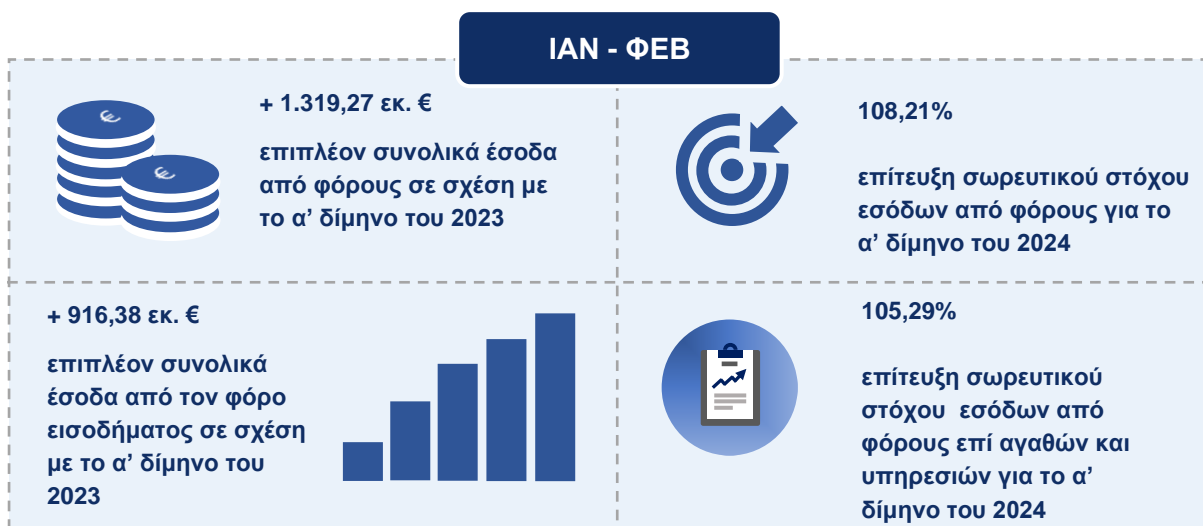 ΙΑΝ - ΦΕΒ
+ 1.319,27 εκ. €
επιπλέον συνολικά έσοδα
από φόρους σε σχέση με
το α’ δίμηνο του 2023
108,21%
επίτευξη σωρευτικού στόχου
εσόδων από φόρους για το
α’ δίμηνο του 2024
+ 916,38 εκ. €
επιπλέον συνολικά
έσοδα από τον φόρο
εισοδήματος σε σχέση
με το α’ δίμηνο του
2023
105,29%
επίτευξη σωρευτικού
στόχου  εσόδων από
φόρους επί αγαθών και
υπηρεσιών για το α’
δίμηνο του 2024